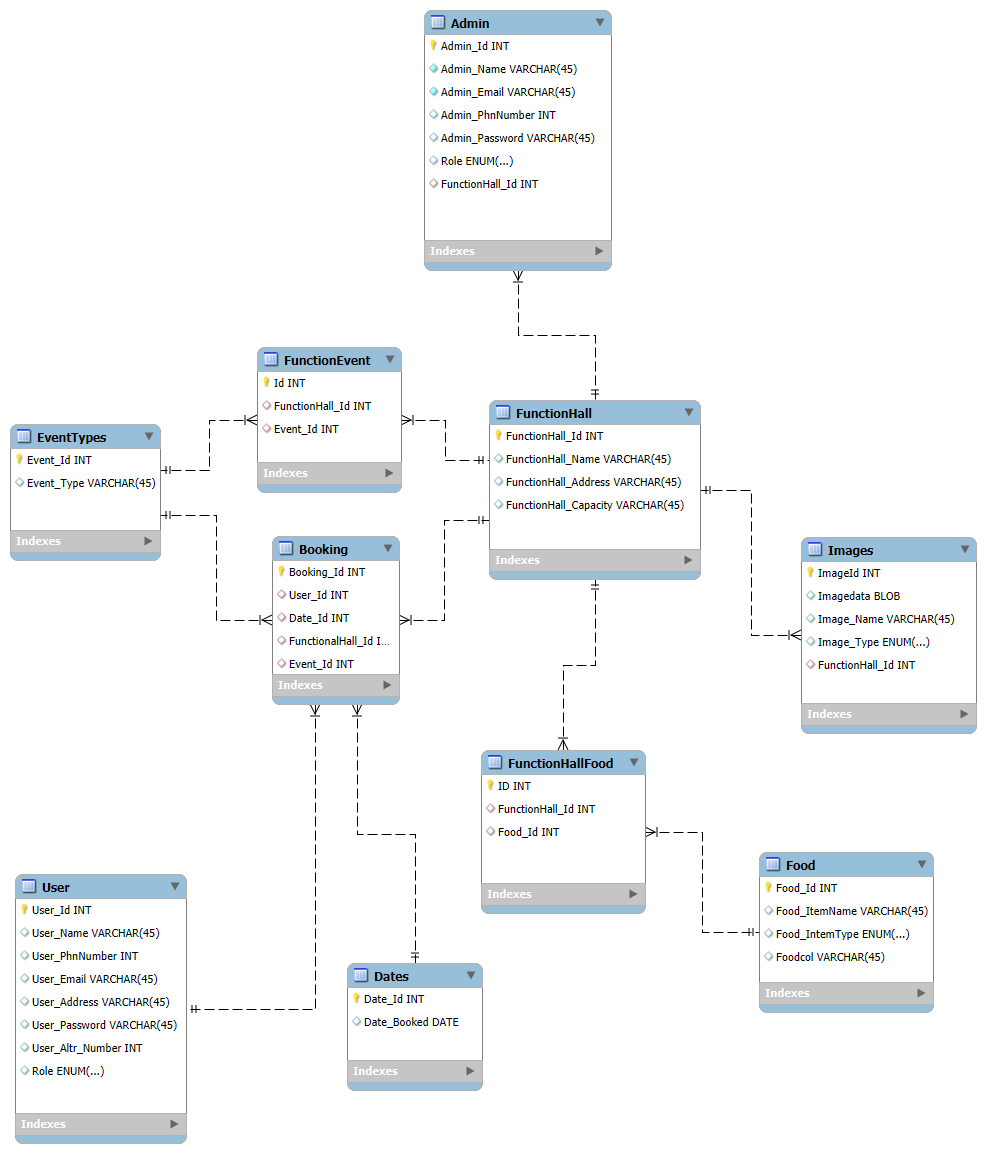 Admin
Admin_Id INT
Admin_Name VARCHAR(45)
Admin_Email VARCHAR(45)
Admin_PhnNumber INT
Admin_Password VARCHAR(45)
Role ENUM(...)
FunctionHall_Id INT
Indexes
FunctionEvent
Id INT
FunctionHall_Id INT
Event_Id INT
Indexes
FunctionHall
FunctionHall_Id INT
FunctionHall_Name VARCHAR(45)
FunctionHall_Address VARCHAR(45)
FunctionHall_Capacity VARCHAR(45)
Indexes
EventTypes
Event_Id INT
Event_Type VARCHAR(45)
Indexes
Booking
Booking_Id INT
User_Id INT
Date_Id INT
FunctionalHall_Id I...
Event_Id INT
Indexes
Images
ImageId INT
Imagedata BLOB
Image_Name VARCHAR(45)
Image_Type ENUM(...)
FunctionHall_Id INT
Indexes
FunctionHallFood
ID INT
FunctionHall_Id INT
Food_Id INT
Indexes
Food
Food_Id INT
Food_ItemName VARCHAR(45)
Food_IntemType ENUM(...)
Foodcol VARCHAR(45)
Indexes
User
User_Id INT
User_Name VARCHAR(45)
User_PhnNumber INT
User_Email VARCHAR(45)
User_Address VARCHAR(45)
User_Password VARCHAR(45)
User_Altr_Number INT
Role ENUM(...)
Indexes
Dates
Date_Id INT
Date_Booked DATE
Indexes